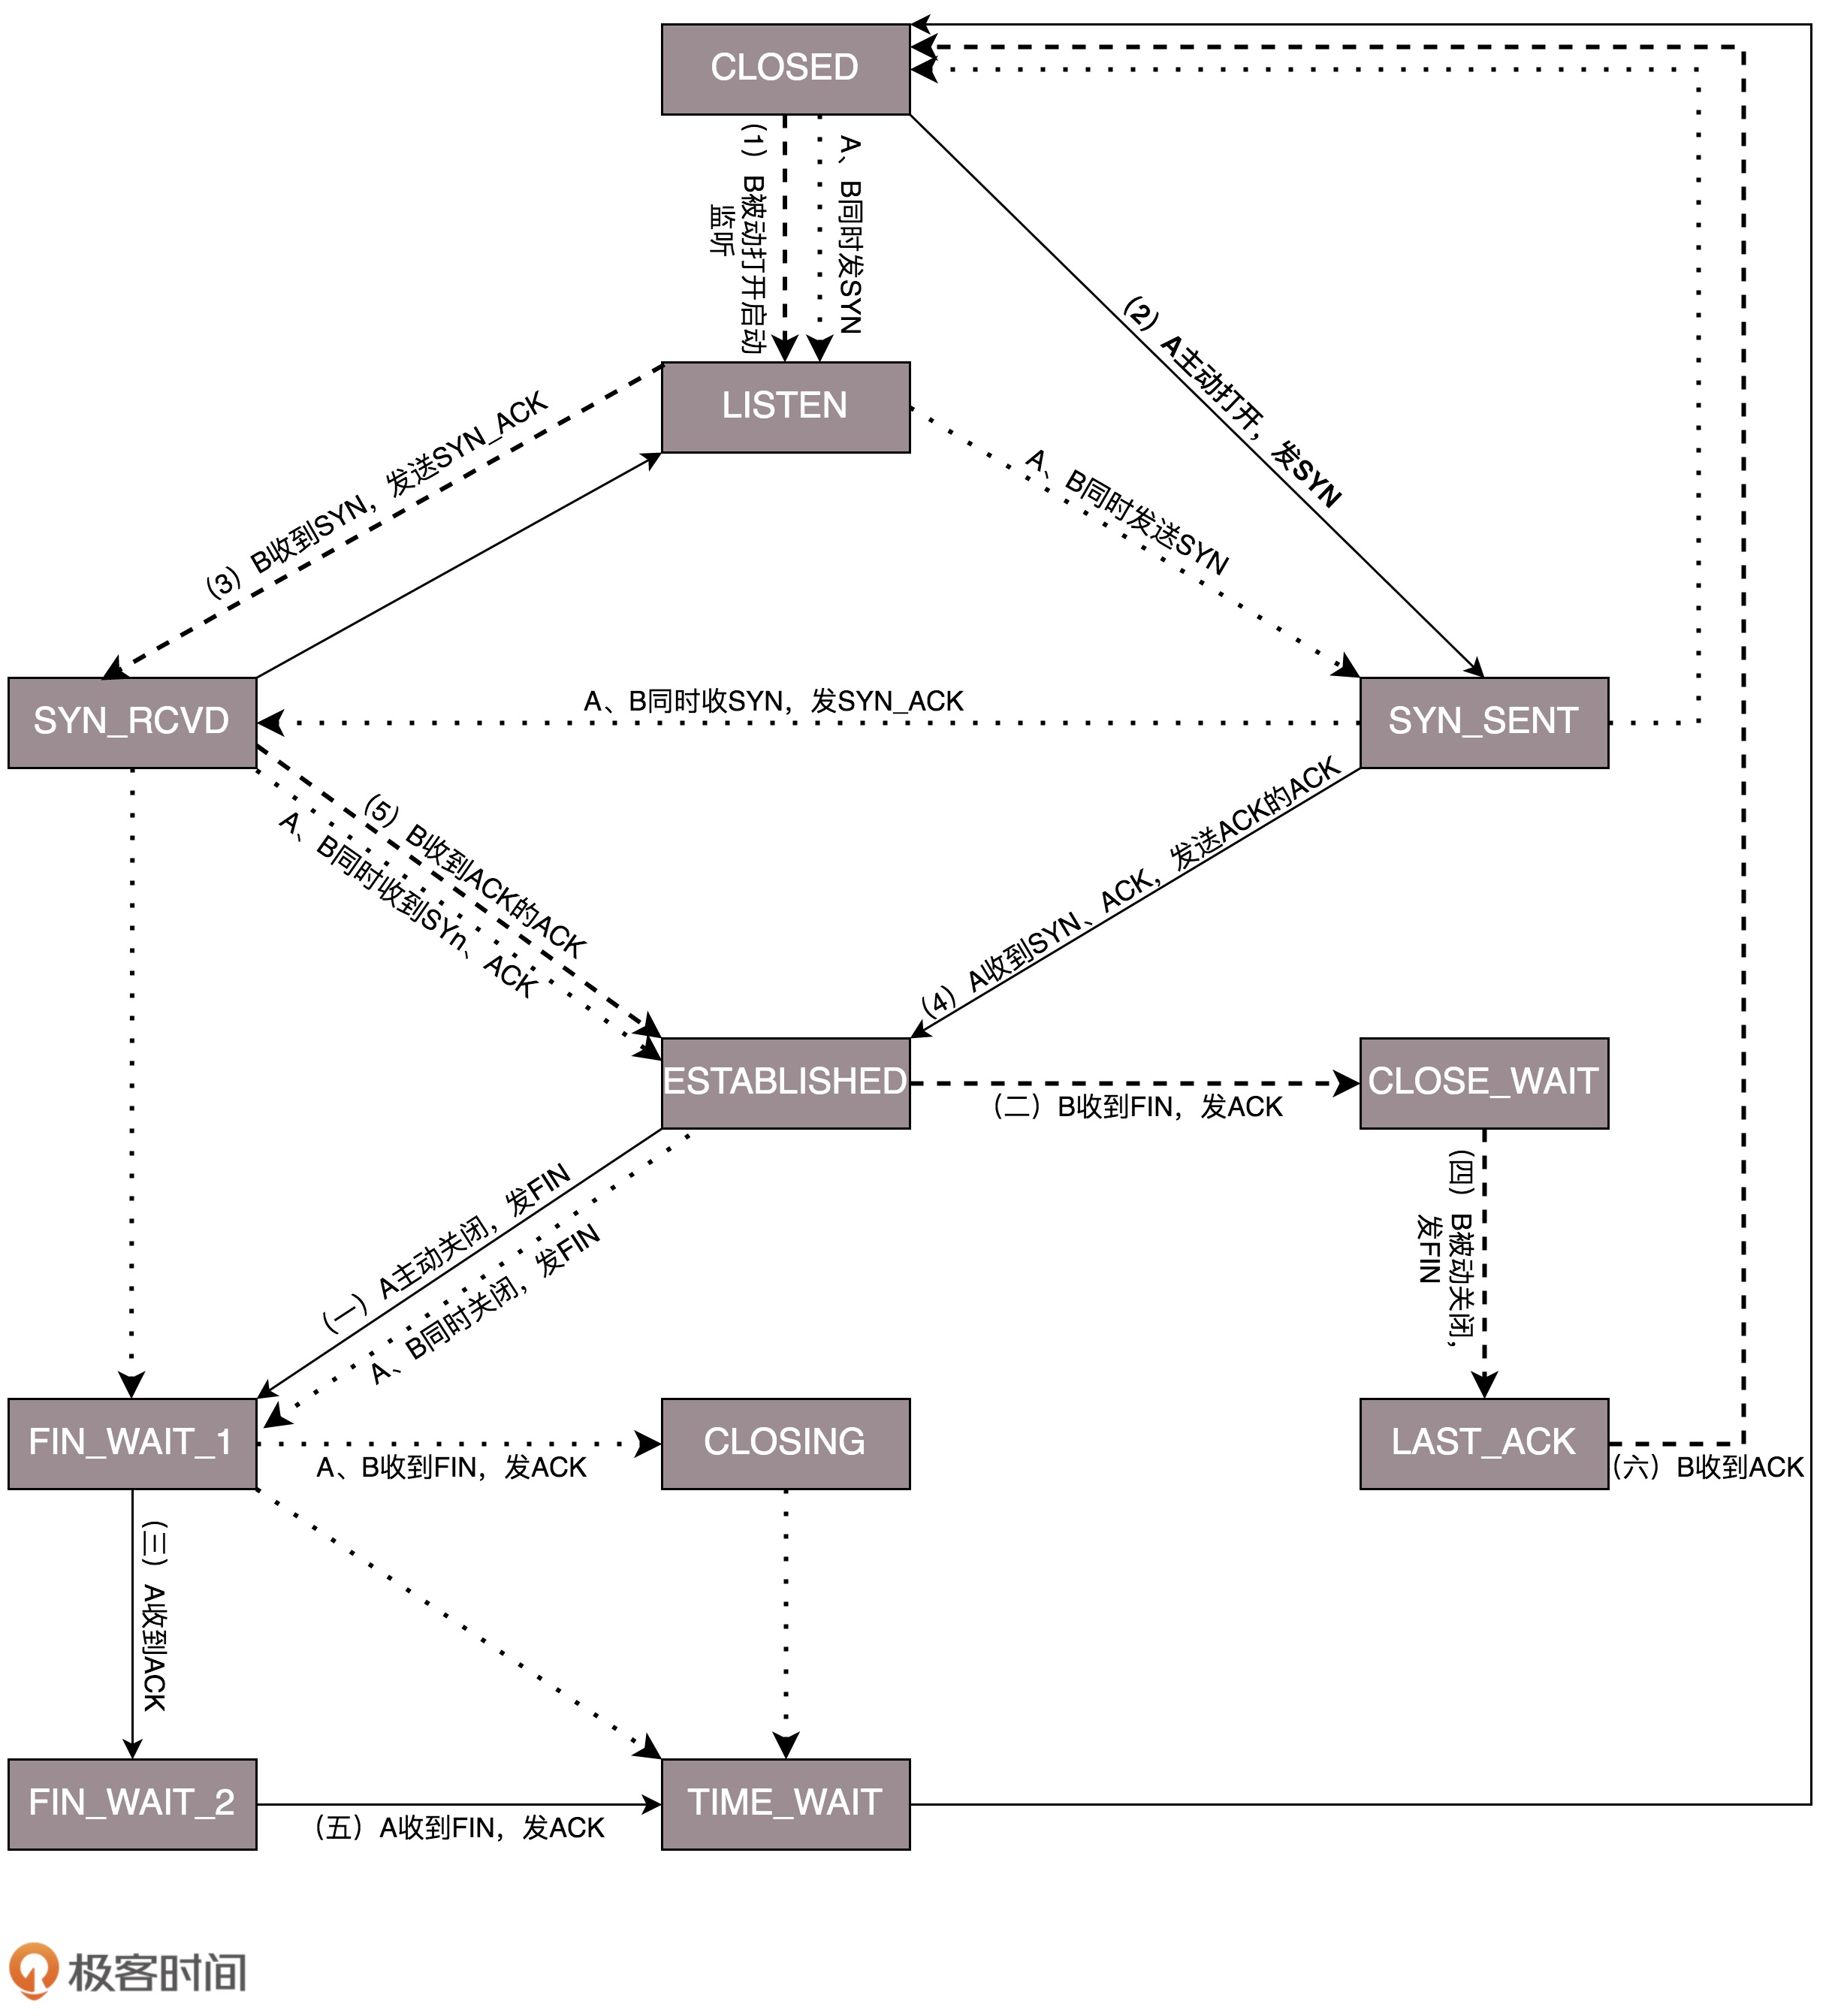 CLOSED
(1)B被动打开启动
监听
A、B同时发SYN
(2)A主动打开，发SYN
LISTEN
(3)B收到SYN，发送SYN_ACK
A、B同时发送SYN
SYN_RCVD
A、B同时收SYN，发SYN_ACK
SYN_SENT
(5)B收到ACK的ACK
A、B同时收到SYn、ACK
(4)A收到SYN、ACK，发送ACK的ACK
ESTABLISHED
(二)B收到FIN，发ACK
CLOSE_WAIT
(四)B被动关闭，
发FIN
(一)A主动关闭，发FIN
A、B同时关闭，发FIN
FIN_WAIT_1
A、B收到FIN，发ACK
CLOSING
LAST_ACK
(六)B收到ACK
(三)A收到ACK
FIN_WAIT_2
(五)A收到FIN，发ACK
TIME_WAIT
极客时间